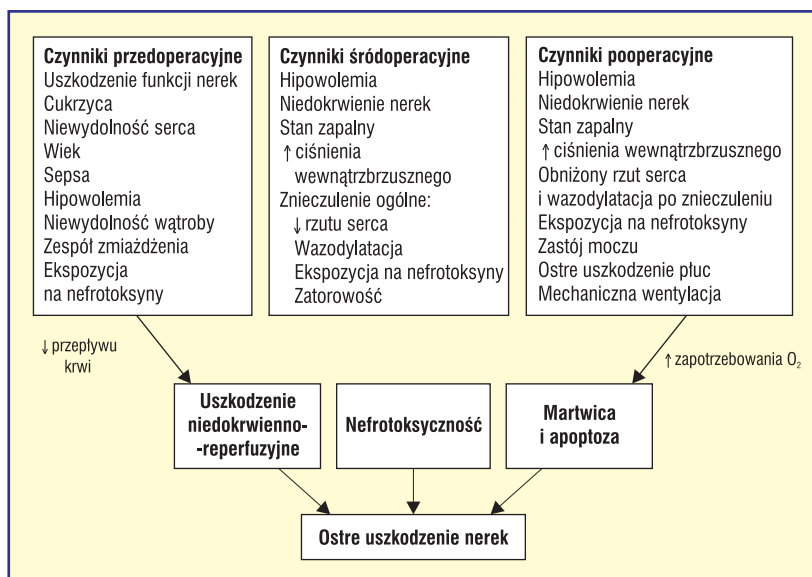 Czynniki przedoperacyjne
Uszkodzenie funkcji nerek
Cukrzyca
Niewydolność serca
Wiek
Sepsa
Hipowolemia
Niewydolność wątroby
Zespół zmiażdżenia
Ekspozycja
na nefrotoksyny
Czynniki śródoperacyjne
Hipowolemia
Niedokrwienie nerek
Stan zapalny
↑ ciśnienia
wewnątrzbrzusznego
Znieczulenie ogólne:
↓ rzutu serca
Wazodylatacja
Ekspozycja na nefrotoksyny
Zatorowość
Czynniki pooperacyjne
Hipowolemia
Niedokrwienie nerek
Stan zapalny
↑ ciśnienia wewnątrzbrzusznego
Obniżony rzut serca
i wazodylatacja po znieczuleniu
Ekspozycja na nefrotoksyny
Zastój moczu
Ostre uszkodzenie płuc
Mechaniczna wentylacja
↓ przepływu
krwi
↑ zapotrzebowania O₂
Uszkodzenie
niedokrwienno-
-reperfuzyjne
Nefrotoksyczność
Martwica
i apoptoza
Ostre uszkodzenie nerek